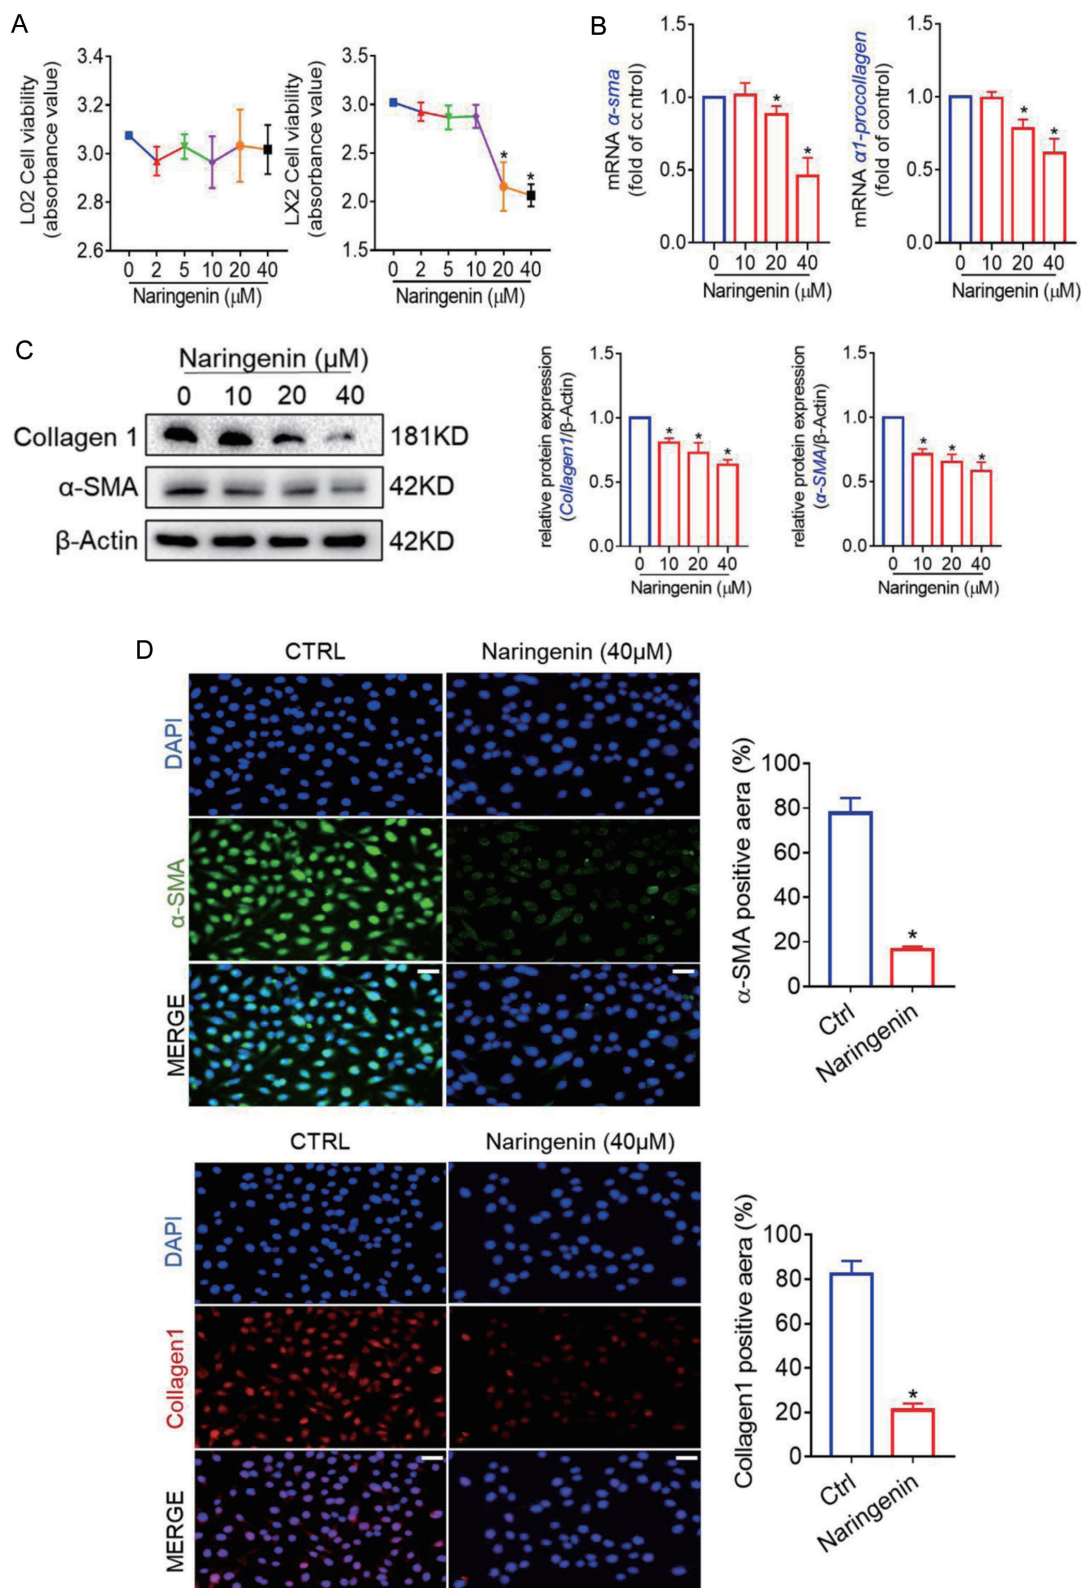 A
L02 Cell viability
(absorbance value)
3.4
3.2
3.0
2.8
2.6
0 2 5 10 20 40
Naringenin (μM)
LX2 Cell viability
(absorbance value)
3.5
3.0
2.5
2.0
1.5
* *
0 2 5 10 20 40
Naringenin (μM)
B
mRNA α-sma
(fold of ccntrol)
1.5
1.0
0.5
0.0
* *
0 10 20 40
Naringenin (μM)
mRNA α1-procollagen
(fold of control)
1.5
1.0
0.5
0.0
* *
0 10 20 40
Naringenin (μM)
C
Naringenin (μM)
0 10 20 40
Collagen 1 181KD
α-SMA 42KD
β-Actin 42KD
relative protein expression
(Collagen1/β-Actin)
1.5
1.0
0.5
0.0
* * *
0 10 20 40
Naringenin (μM)
relative protein expression
(α-SMA/β-Actin)
1.5
1.0
0.5
0.0
* * *
0 10 20 40
Naringenin (μM)
D
CTRL Naringenin (40μM)
DAPI
α-SMA
MERGE
α-SMA positive aera (%)
100
80
60
40
20
0
*
Ctrl
Naringenin
CTRL Naringenin (40μM)
DAPI
Collagen1
MERGE
Collagen1 positive aera (%)
100
80
60
40
20
0
*
Ctrl
Naringenin